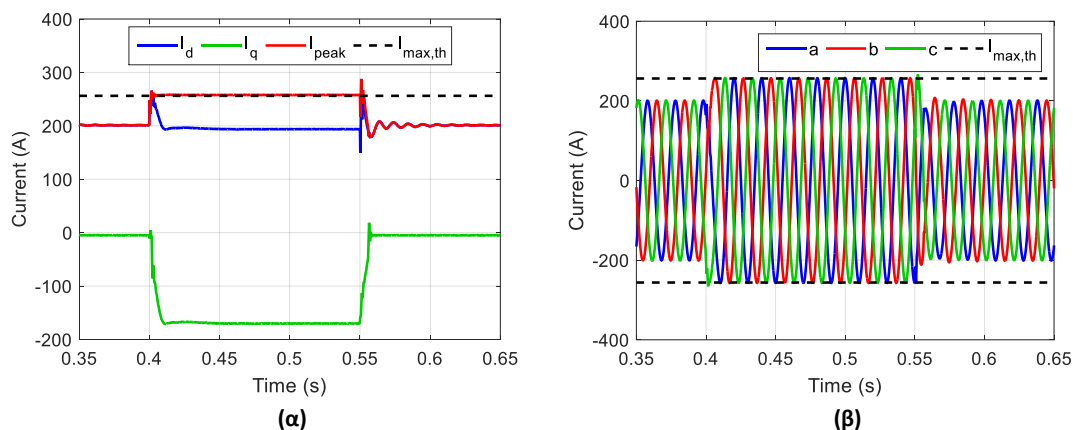 I_d I_q I_peak I_max,th
Current (A)
400
300
200
100
0
-100
-200
0.35 0.4 0.45 0.5 0.55 0.6 0.65
Time (s)
(α)
a b c I_max,th
Current (A)
400
200
0
-200
-400
0.35 0.4 0.45 0.5 0.55 0.6 0.65
Time (s)
(β)